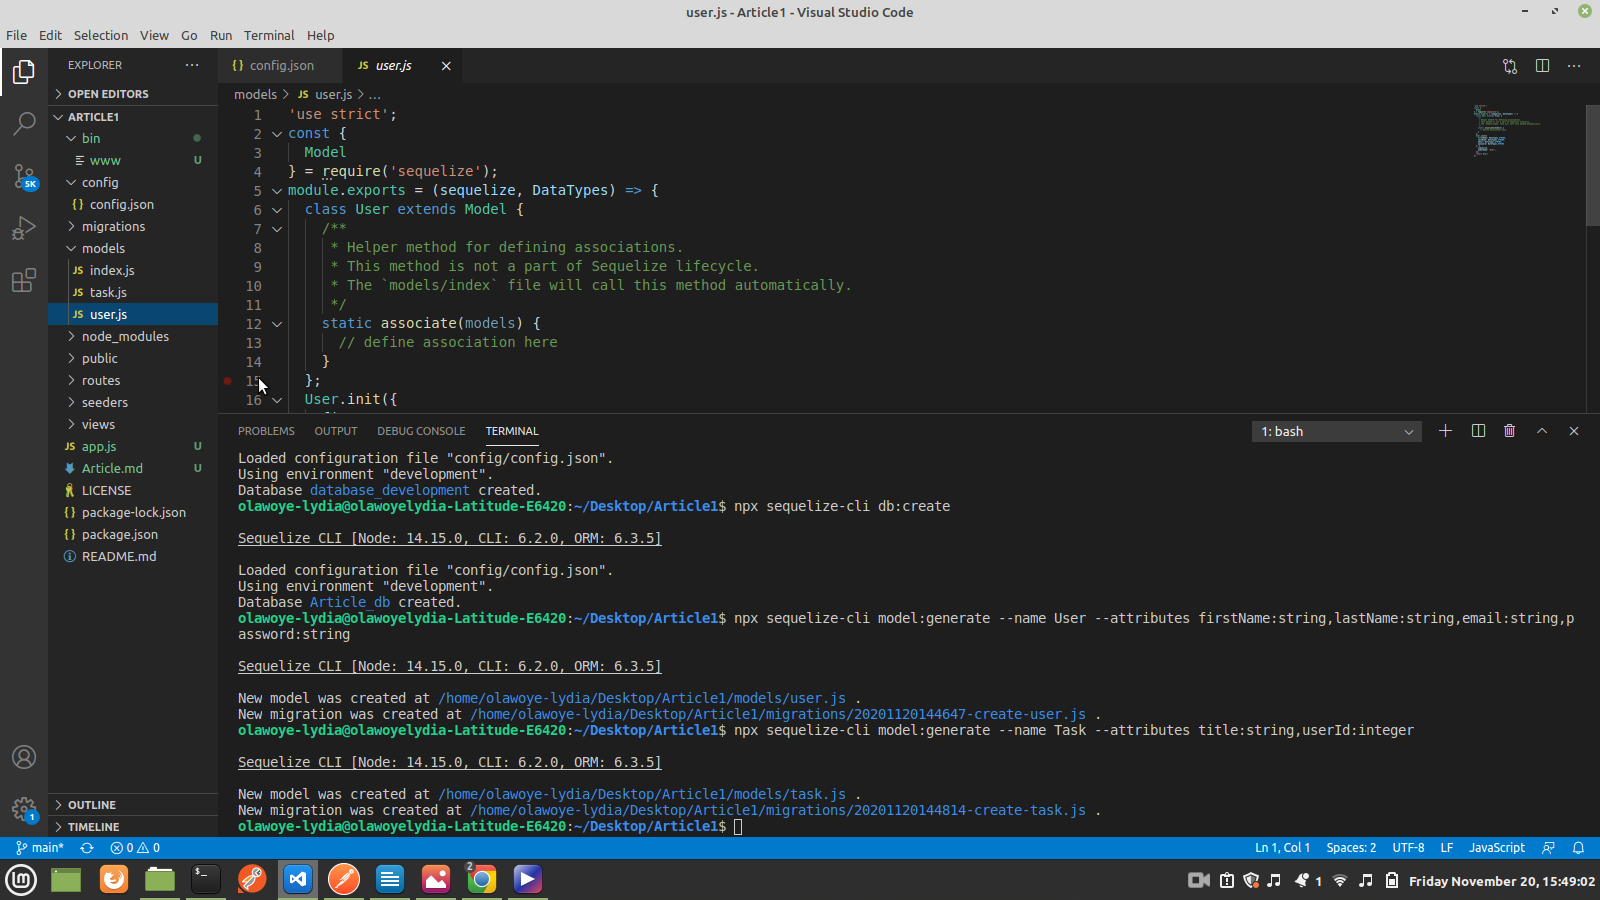 user.js - Article1 - Visual Studio Code
File Edit Selection View Go Run Terminal Help
EXPLORER
OPEN EDITORS
ARTICLE1
bin
www U
config
config.json
migrations
models
JS index.js
JS task.js
JS user.js
node_modules
public
routes
seeders
views
JS app.js U
Article.md U
LICENSE
{} package-lock.json
{} package.json
README.md
OUTLINE
TIMELINE
5K
1
{} config.json JS user.js
models > JS user.js > ...
1 'use strict';
2 const {
3 Model
4 } = require('sequelize');
5 module.exports = (sequelize, DataTypes) => {
6 class User extends Model {
7 /**
8 * Helper method for defining associations.
9 * This method is not a part of Sequelize lifecycle.
10 * The `models/index` file will call this method automatically.
11 */
12 static associate(models) {
13 // define association here
14 }
15 };
16 User.init({
PROBLEMS OUTPUT DEBUG CONSOLE TERMINAL 1: bash
Loaded configuration file "config/config.json".
Using environment "development".
Database database_development created.
olawoye-lydia@olawoyelydia-Latitude-E6420:~/Desktop/Article1$ npx sequelize-cli db:create
Sequelize CLI [Node: 14.15.0, CLI: 6.2.0, ORM: 6.3.5]
Loaded configuration file "config/config.json".
Using environment "development".
Database Article_db created.
olawoye-lydia@olawoyelydia-Latitude-E6420:~/Desktop/Article1$ npx sequelize-cli model:generate --name User --attributes firstName:string,lastName:string,email:string,p
assword:string
Sequelize CLI [Node: 14.15.0, CLI: 6.2.0, ORM: 6.3.5]
New model was created at /home/olawoye-lydia/Desktop/Article1/models/user.js .
New migration was created at /home/olawoye-lydia/Desktop/Article1/migrations/20201120144647-create-user.js .
olawoye-lydia@olawoyelydia-Latitude-E6420:~/Desktop/Article1$ npx sequelize-cli model:generate --name Task --attributes title:string,userId:integer
Sequelize CLI [Node: 14.15.0, CLI: 6.2.0, ORM: 6.3.5]
New model was created at /home/olawoye-lydia/Desktop/Article1/models/task.js .
New migration was created at /home/olawoye-lydia/Desktop/Article1/migrations/20201120144814-create-task.js .
olawoye-lydia@olawoyelydia-Latitude-E6420:~/Desktop/Article1$
main* 0 0 Ln 1, Col 1 Spaces: 2 UTF-8 LF JavaScript
2 1 Friday November 20, 15:49:02